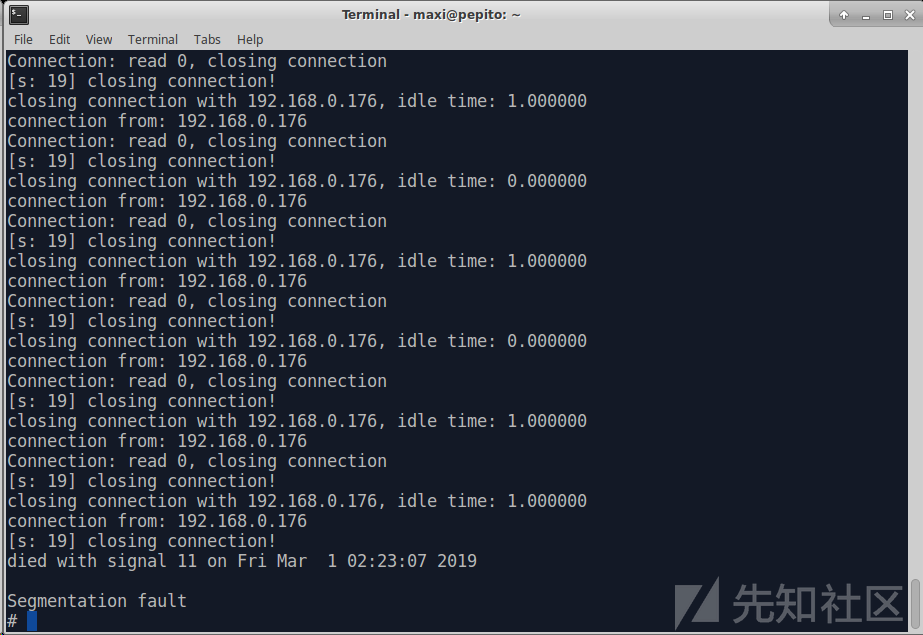 Terminal - maxi@pepito: ~
File Edit View Terminal Tabs Help
Connection: read 0, closing connection
[s: 19] closing connection!
closing connection with 192.168.0.176, idle time: 1.000000
connection from: 192.168.0.176
Connection: read 0, closing connection
[s: 19] closing connection!
closing connection with 192.168.0.176, idle time: 0.000000
connection from: 192.168.0.176
Connection: read 0, closing connection
[s: 19] closing connection!
closing connection with 192.168.0.176, idle time: 1.000000
connection from: 192.168.0.176
Connection: read 0, closing connection
[s: 19] closing connection!
closing connection with 192.168.0.176, idle time: 0.000000
connection from: 192.168.0.176
Connection: read 0, closing connection
[s: 19] closing connection!
closing connection with 192.168.0.176, idle time: 1.000000
connection from: 192.168.0.176
Connection: read 0, closing connection
[s: 19] closing connection!
closing connection with 192.168.0.176, idle time: 1.000000
connection from: 192.168.0.176
[s: 19] closing connection!
died with signal 11 on Fri Mar  1 02:23:07 2019
Segmentation fault
#
先知社区